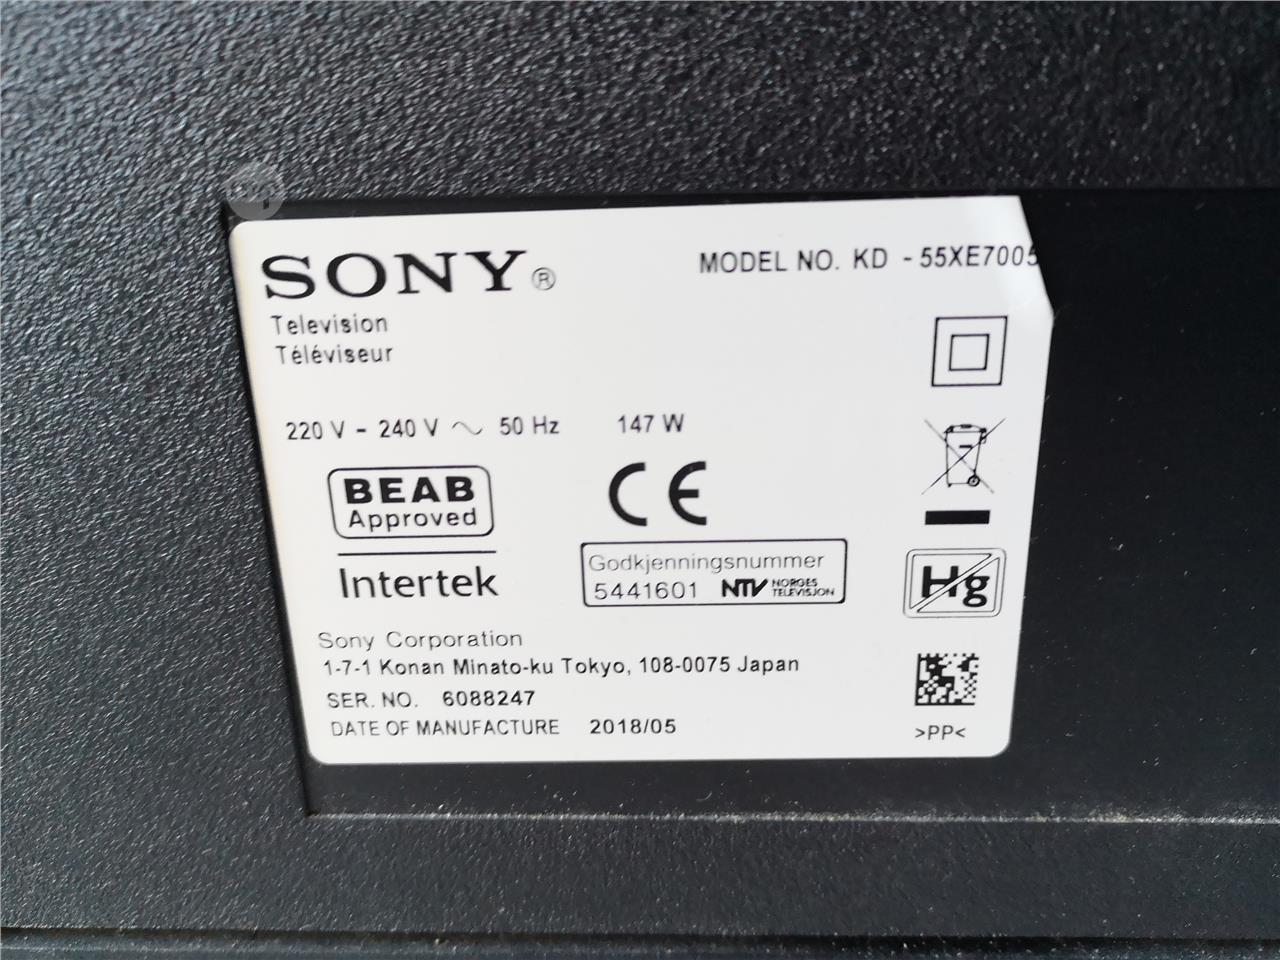 SONY®
MODEL NO. KD - 55XE7005
Television
Téléviseur
220 V - 240 V ~ 50 Hz 147 W
BEAB
Approved
CE
Intertek
Godkjenningsnummer
5441601 NTV NORGES TELEVISJON
Hg
Sony Corporation
1-7-1 Konan Minato-ku Tokyo, 108-0075 Japan
SER. NO. 6088247
DATE OF MANUFACTURE 2018/05
>PP<